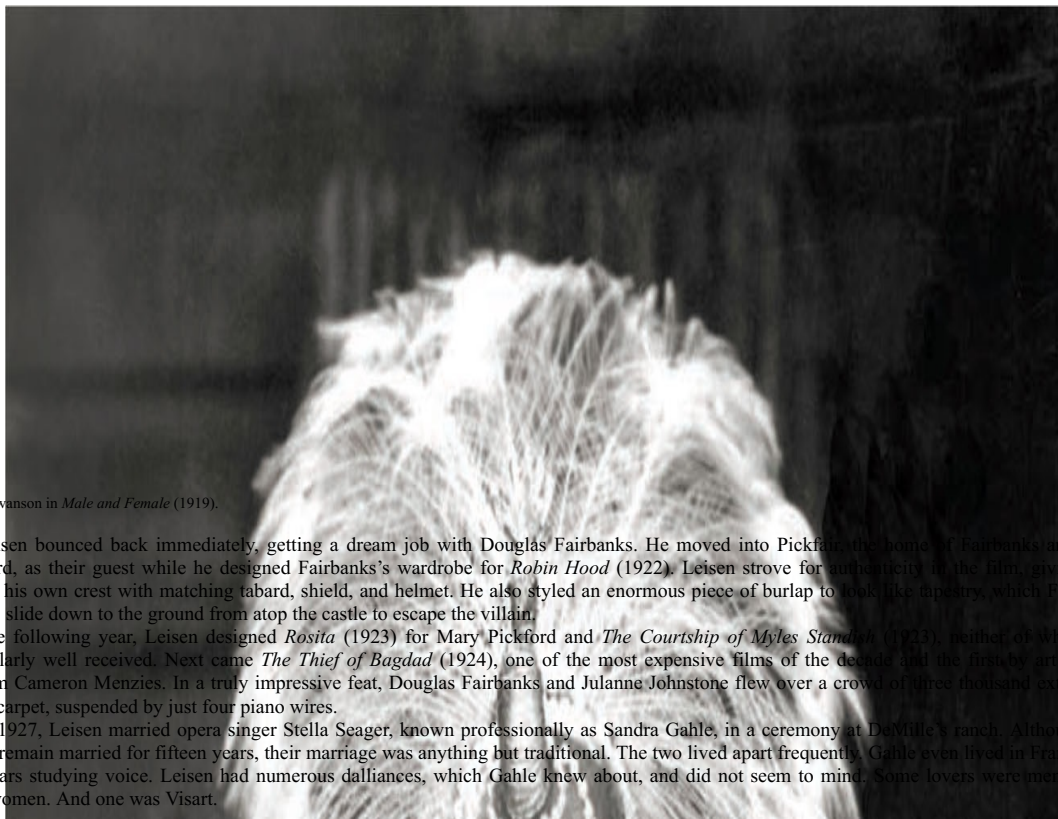 vanson in Male and Female (1919).
sen bounced back immediately, getting a dream job with Douglas Fairbanks. He moved into Pickfair, the home of Fairbanks a
rd, as their guest while he designed Fairbanks's wardrobe for Robin Hood (1922). Leisen strove for authenticity in the film, giv
his own crest with matching tabard, shield, and helmet. He also styled an enormous piece of burlap to look like tapestry, which F
slide down to the ground from atop the castle to escape the villain.
e following year, Leisen designed Rosita (1923) for Mary Pickford and The Courtship of Myles Standish (1923), neither of w
larly well received. Next came The Thief of Bagdad (1924), one of the most expensive films of the decade and the first by art
n Cameron Menzies. In a truly impressive feat, Douglas Fairbanks and Julanne Johnstone flew over a crowd of three thousand ex
carpet, suspended by just four piano wires.
1927, Leisen married opera singer Stella Seager, known professionally as Sandra Gahle, in a ceremony at DeMille's ranch. Altho
remain married for fifteen years, their marriage was anything but traditional. The two lived apart frequently. Gahle even lived in Fra
ars studying voice. Leisen had numerous dalliances, which Gahle knew about, and did not seem to mind. Some lovers were men
vomen. And one was Visart.